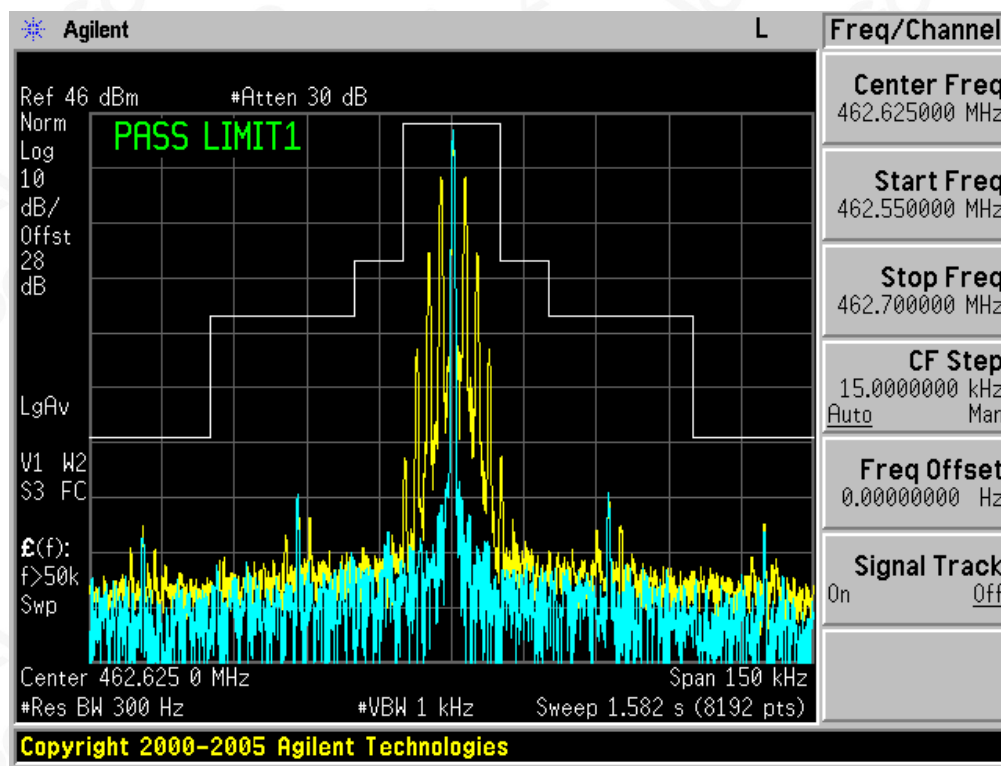 Agilent L Freq/Channel
Ref 46 dBm #Atten 30 dB
Norm
Log
10
dB/
Offst
28
dB
LgAv
V1 W2
S3 FC
£(f):
f>50k
Swp
PASS LIMIT1
Center 462.625 0 MHz Span 150 kHz
#Res BW 300 Hz #VBW 1 kHz Sweep 1.582 s (8192 pts)
Center Freq
462.625000 MHz
Start Freq
462.550000 MHz
Stop Freq
462.700000 MHz
CF Step
15.0000000 kHz
Auto Man
Freq Offset
0.00000000 Hz
Signal Track
On Off
Copyright 2000-2005 Agilent Technologies